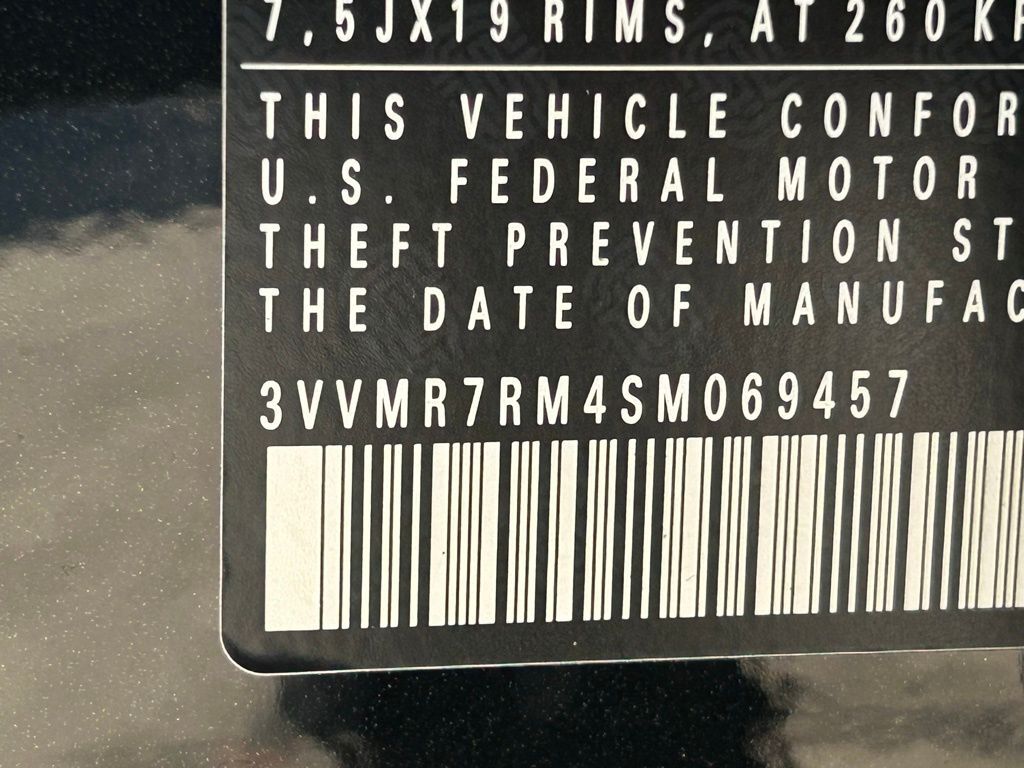 7,5JX19 RIMS, AT 260 K
THIS VEHICLE CONFOR
U.S. FEDERAL MOTOR
THEFT PREVENTION ST
THE DATE OF MANUFAC
3VVMR7RM4SM069457